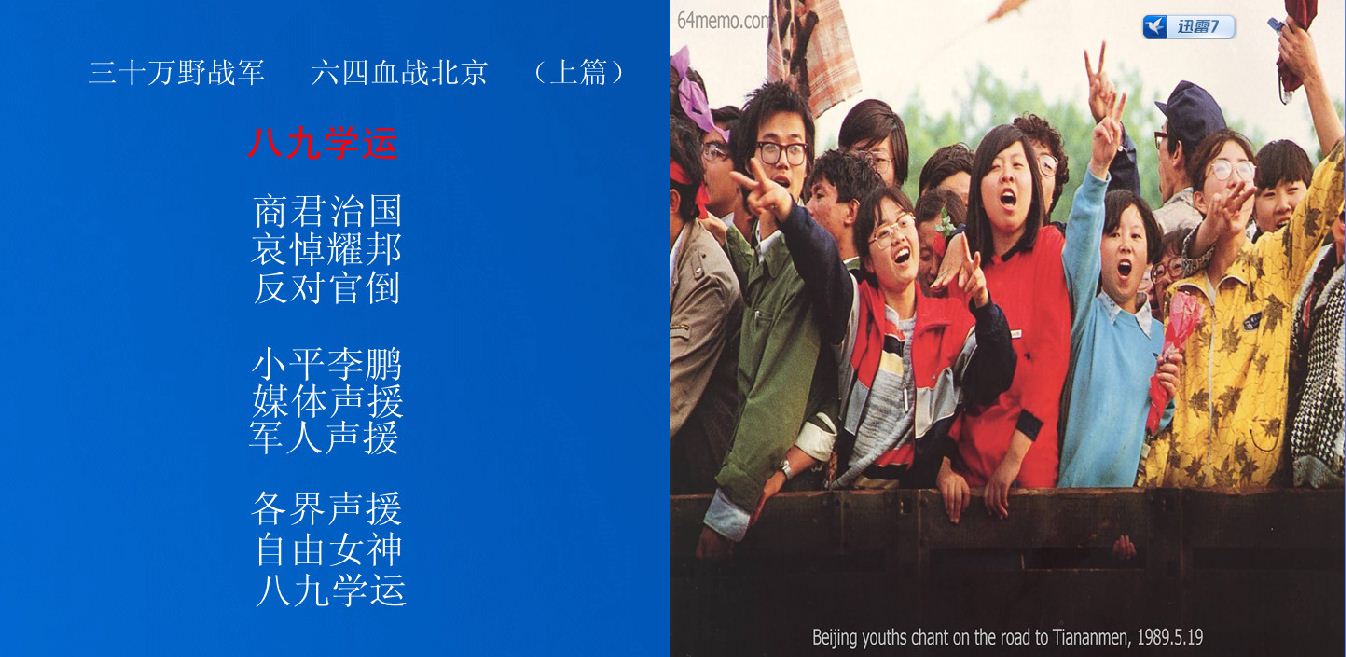 三十万野战军 六四血战北京 （上篇）
八九学运
商君治国
哀悼耀邦
反对官倒
小平李鹏
媒体声援
军人声援
各界声援
自由女神
八九学运
64memo.com
迅雷7
Beijing youths chant on the road to Tiananmen, 1989.5.19